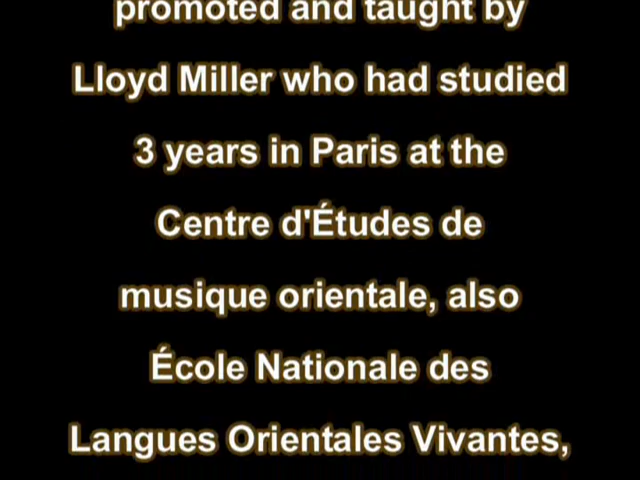 promoted and taught by
Lloyd Miller who had studied
3 years in Paris at the
Centre d'Études de
musique orientale, also
École Nationale des
Langues Orientales Vivantes,